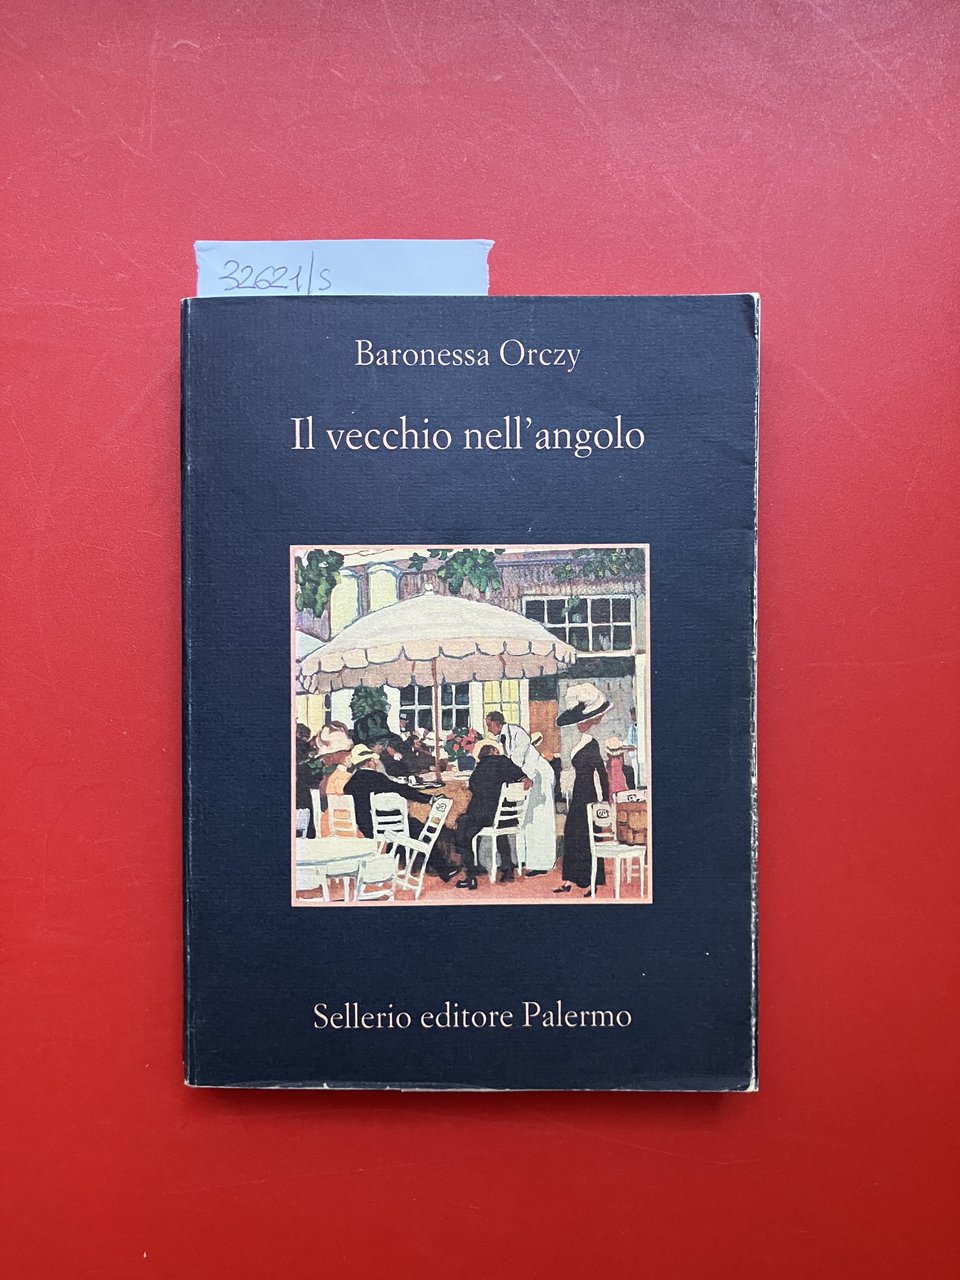 32621/s
Baronessa Orczy
Il vecchio nell'angolo
Sellerio editore Palermo